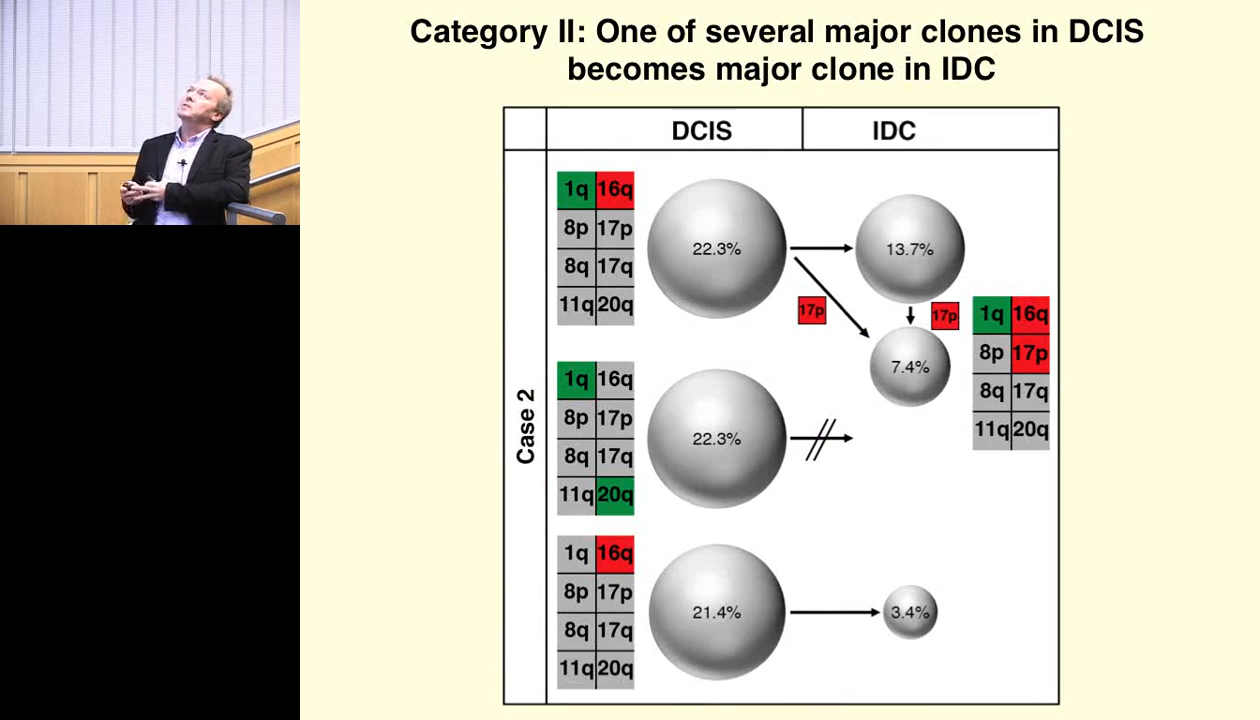 Category II: One of several major clones in DCIS
becomes major clone in IDC
DCIS IDC
Case 2
1q 16q
8p 17p
8q 17q
11q 20q
22.3%
13.7%
17p
17p
7.4%
1q 16q
8p 17p
8q 17q
11q 20q
1q 16q
8p 17p
8q 17q
11q 20q
22.3%
1q 16q
8p 17p
8q 17q
11q 20q
21.4%
3.4%